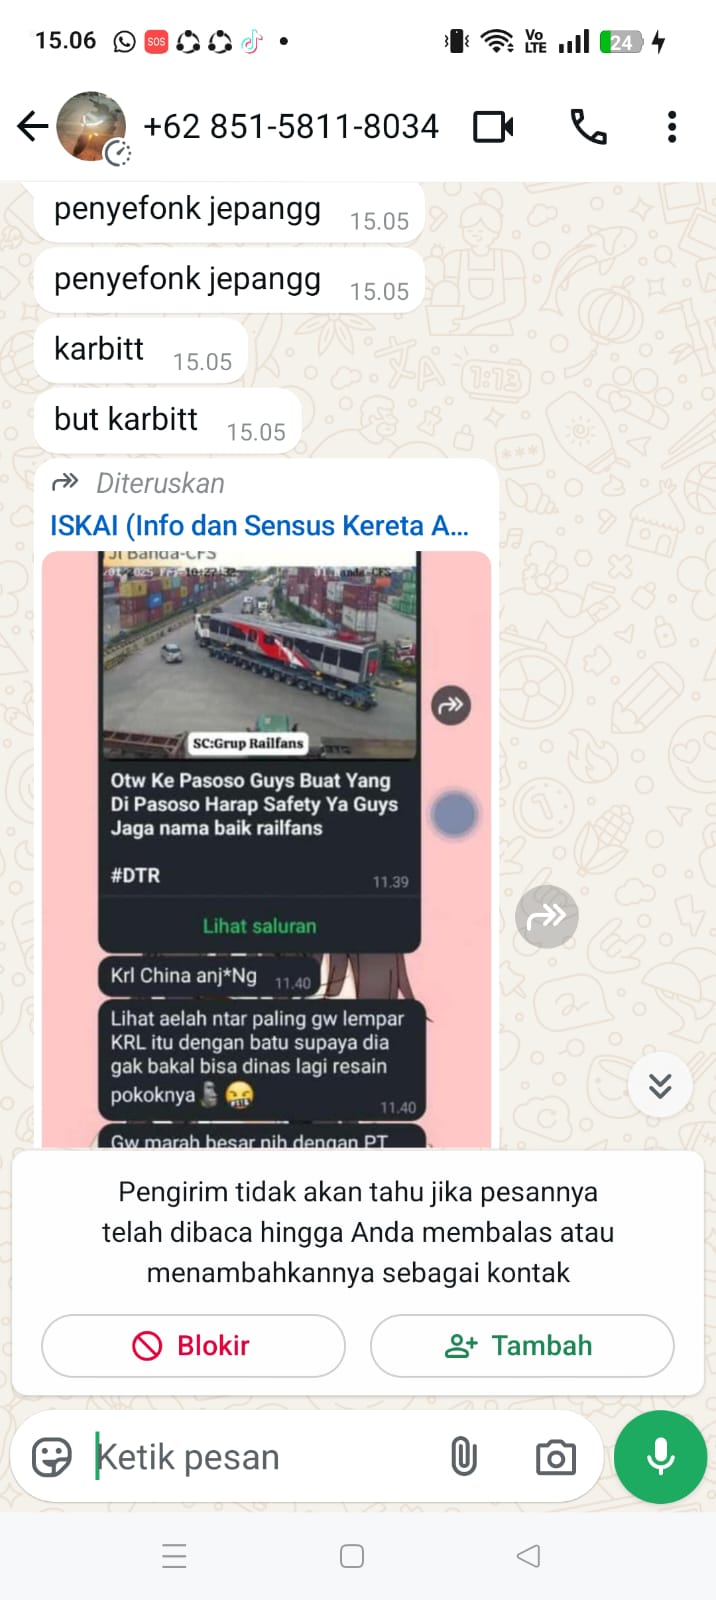 15.06
SOS
Vo
LTE
24
+62 851-5811-8034
penyefonk jepangg 15.05
penyefonk jepangg 15.05
karbitt 15.05
but karbitt 15.05
Diteruskan
ISKAI (Info dan Sensus Kereta A...
Jl Banda-CFS
SC:Grup Railfans
Otw Ke Pasoso Guys Buat Yang
Di Pasoso Harap Safety Ya Guys
Jaga nama baik railfans
#DTR
11.39
Lihat saluran
Krl China anj*Ng 11.40
Lihat aelah ntar paling gw lempar
KRL itu dengan batu supaya dia
gak bakal bisa dinas lagi resain
pokoknya
11.40
Gw marah besar nih dengan PT
Pengirim tidak akan tahu jika pesannya
telah dibaca hingga Anda membalas atau
menambahkannya sebagai kontak
Blokir
Tambah
Ketik pesan